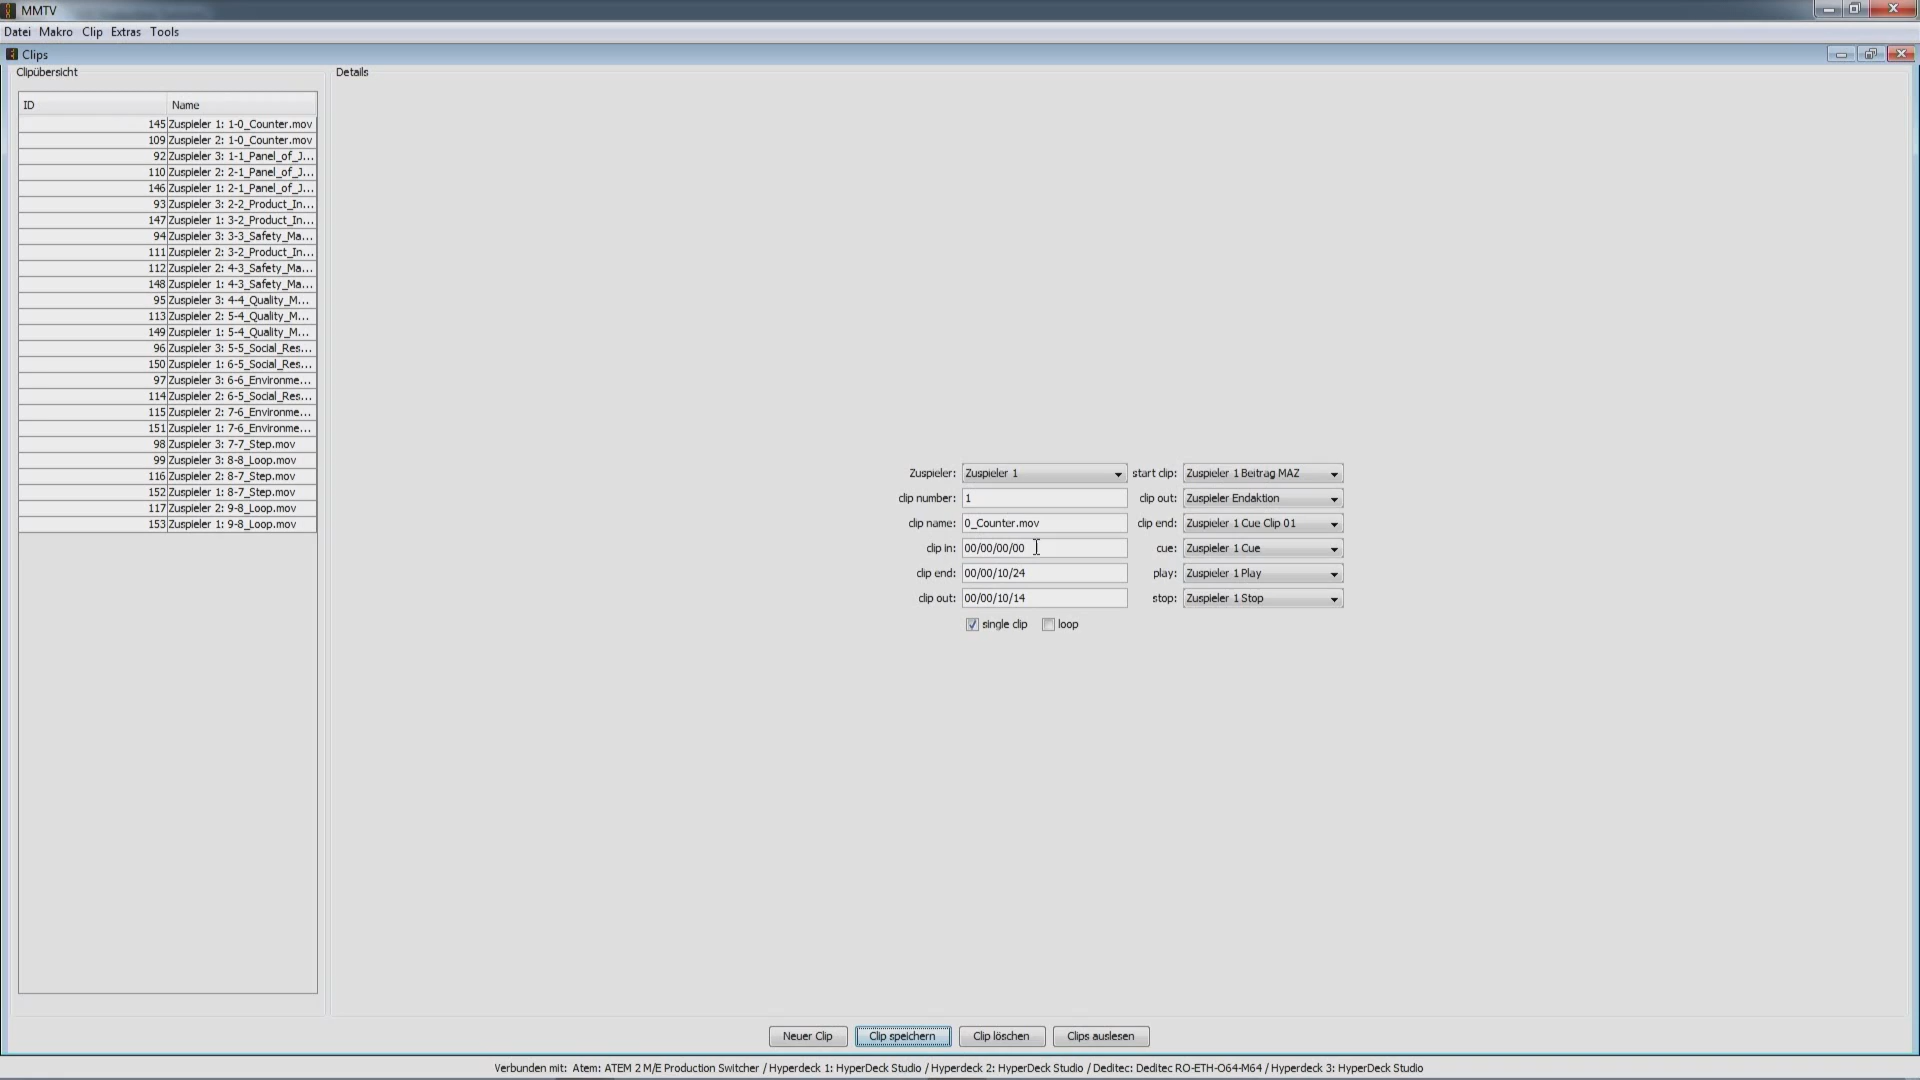 MMTV
Datei Makro Clip Extras Tools
Clips
Clipübersicht
Details
ID Name
145 Zuspieler 1: 1-0_Counter.mov
109 Zuspieler 2: 1-0_Counter.mov
92 Zuspieler 3: 1-1_Panel_of_J...
110 Zuspieler 2: 2-1_Panel_of_J...
146 Zuspieler 1: 2-1_Panel_of_J...
93 Zuspieler 3: 2-2_Product_In...
147 Zuspieler 1: 3-2_Product_In...
94 Zuspieler 3: 3-3_Safety_Ma...
111 Zuspieler 2: 3-2_Product_In...
112 Zuspieler 2: 4-3_Safety_Ma...
148 Zuspieler 1: 4-3_Safety_Ma...
95 Zuspieler 3: 4-4_Quality_M...
113 Zuspieler 2: 5-4_Quality_M...
149 Zuspieler 1: 5-4_Quality_M...
96 Zuspieler 3: 5-5_Social_Res...
150 Zuspieler 1: 6-5_Social_Res...
97 Zuspieler 3: 6-6_Environme...
114 Zuspieler 2: 6-5_Social_Res...
115 Zuspieler 2: 7-6_Environme...
151 Zuspieler 1: 7-6_Environme...
98 Zuspieler 3: 7-7_Step.mov
99 Zuspieler 3: 8-8_Loop.mov
116 Zuspieler 2: 8-7_Step.mov
152 Zuspieler 1: 8-7_Step.mov
117 Zuspieler 2: 9-8_Loop.mov
153 Zuspieler 1: 9-8_Loop.mov
Zuspieler: Zuspieler 1 start clip: Zuspieler 1 Beitrag MAZ
clip number: 1 clip out: Zuspieler Endaktion
clip name: 0_Counter.mov clip end: Zuspieler 1 Cue Clip 01
clip in: 00/00/00/00 cue: Zuspieler 1 Cue
clip end: 00/00/10/24 play: Zuspieler 1 Play
clip out: 00/00/10/14 stop: Zuspieler 1 Stop
single clip loop
Neuer Clip Clip speichern Clip löschen Clips auslesen
Verbunden mit: Atem: ATEM 2 M/E Production Switcher / Hyperdeck 1: HyperDeck Studio / Hyperdeck 2: HyperDeck Studio / Deditec: Deditec RO-ETH-O64-M64 / Hyperdeck 3: HyperDeck Studio